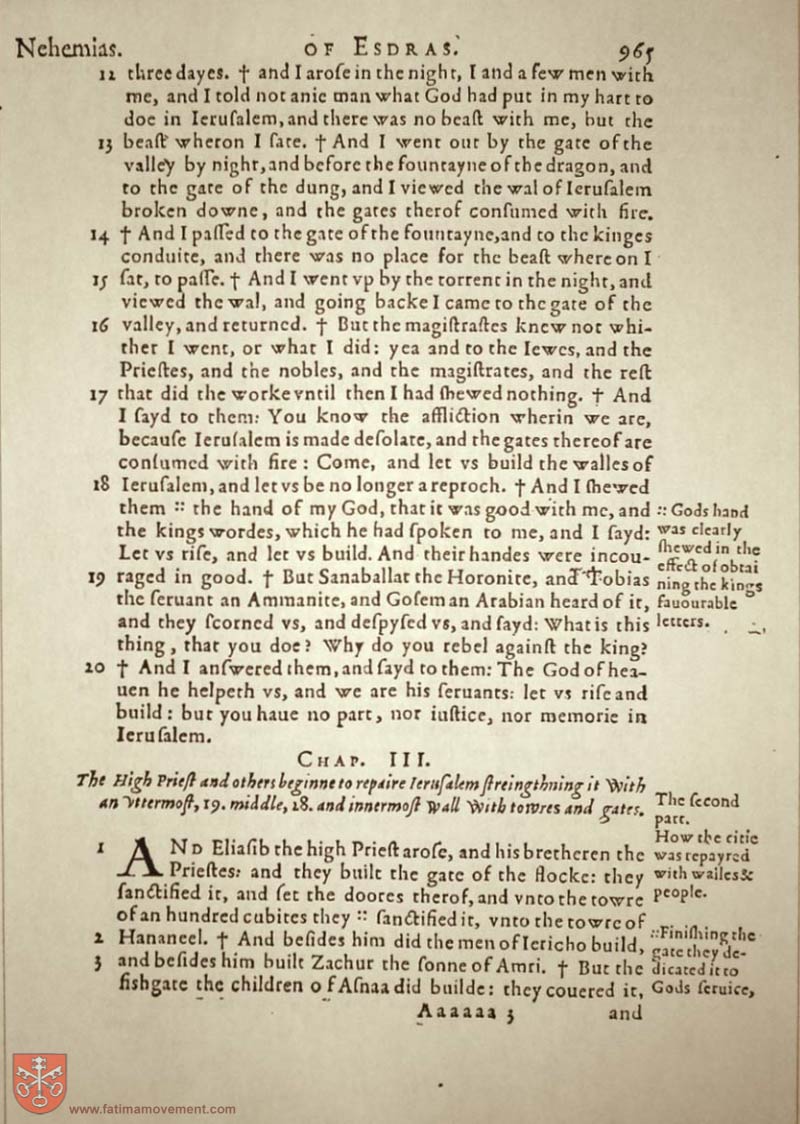 Nehemias. OF ESDRAS. 965
12 three dayes. † and I aroſe in the night, I and a few men with
me, and I told not anie man what God had put in my hart to
doe in Ieruſalem, and there was no beaſt with me, but the
13 beaſt wheron I ſate. † And I went out by the gate of the
valley by night, and before the fountayne of the dragon, and
to the gate of the dung, and I viewed the wal of Ieruſalem
broken downe, and the gates therof conſumed with fire.
14 † And I paſſed to the gate of the fountayne, and to the kinges
conduite, and there was no place for the beaſt where on I
15 ſat, to paſſe. † And I went vp by the torrent in the night, and
viewed the wal, and going backe I came to the gate of the
16 valley, and returned. † But the magiſtraſtes knew not whi-
ther I went, or what I did: yea and to the Iewes, and the
Prieſtes, and the nobles, and the magiſtrates, and the reſt
17 that did the worke vntil then I had ſhewed nothing. † And
I ſayd to them: You know the affliction wherin we are,
becauſe Ieruſalem is made deſolate, and the gates thereof are
conſumed with fire: Come, and let vs build the walles of
18 Ieruſalem, and let vs be no longer a reproch. † And I ſhewed
them :: the hand of my God, that it was good with me, and
the kings wordes, which he had ſpoken to me, and I ſayd:
Let vs riſe, and let vs build. And their handes were incou-
19 raged in good. † But Sanaballat the Horonite, and Tobias
the ſeruant an Ammanite, and Goſem an Arabian heard of it,
and they ſcorned vs, and deſpyſed vs, and ſayd: What is this
thing, that you doe? Why do you rebel againſt the king?
20 † And I anſwered them, and ſayd to them: The God of hea-
uen he helpeth vs, and we are his ſeruants: let vs riſe and
build: but you haue no part, nor iuſtice, nor memorie in
Ieruſalem.
:: Gods hand
was clearly
ſhewed in the
effect of obtai
ning the kings
fauourable
letters.
CHAP. III.
The High Prieſt and others beginne to repaire Ieruſalem ſtreingthning it with
an vttermoſt, 19. middle, 28. and innermoſt wall with towres and gates.
1 AND Eliaſib the high Prieſt aroſe, and his bretheren the
Prieſtes: and they built the gate of the flocke: they
ſanctified it, and ſet the doores therof, and vnto the towre
of an hundred cubites they :: ſanctified it, vnto the towre of
2 Hananeel. † And beſides him did the men of Iericho build,
3 and beſides him built Zachur the ſonne of Amri. † But the
fishgate the children of Aſnaa did builde: they couered it,
The ſecond
part.
How the citie
was repayred
with walles &
people.
:: Finiſhing the
gate they de-
dicated it to
Gods ſeruice,
Aaaaaa 3 and
www.fatimamovement.com